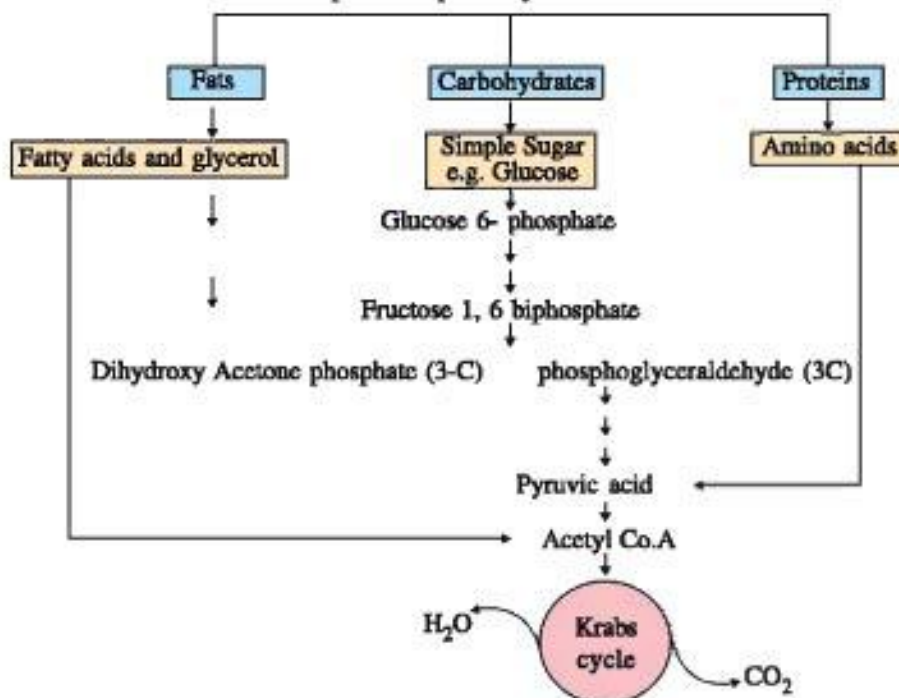 Fats
Carbohydrates
Proteins
Fatty acids and glycerol
Simple Sugar
e.g. Glucose
Amino acids
Glucose 6- phosphate
Fructose 1, 6 biphosphate
Dihydroxy Acetone phosphate (3-C)
phosphoglyceraldehyde (3C)
Pyruvic acid
Acetyl Co.A
Krabs
cycle
H2O
CO2